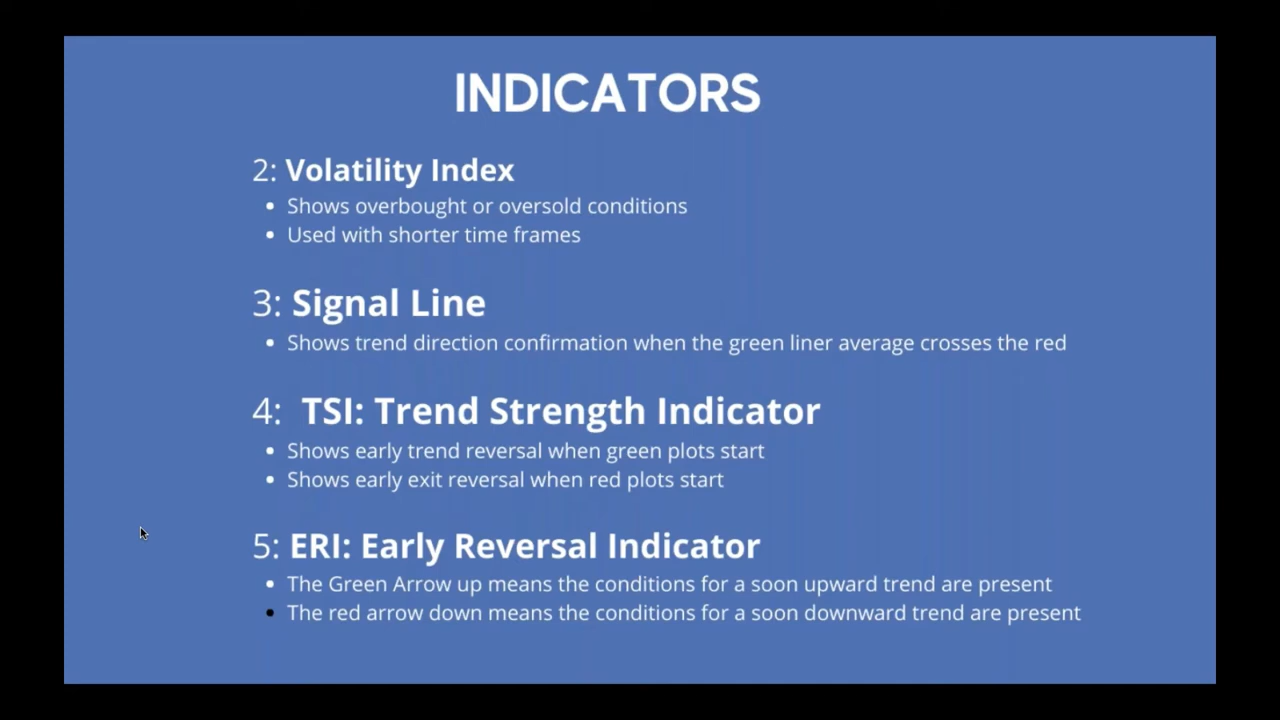 INDICATORS
2: Volatility Index
• Shows overbought or oversold conditions
• Used with shorter time frames
3: Signal Line
• Shows trend direction confirmation when the green liner average crosses the red
4: TSI: Trend Strength Indicator
• Shows early trend reversal when green plots start
• Shows early exit reversal when red plots start
5: ERI: Early Reversal Indicator
• The Green Arrow up means the conditions for a soon upward trend are present
• The red arrow down means the conditions for a soon downward trend are present